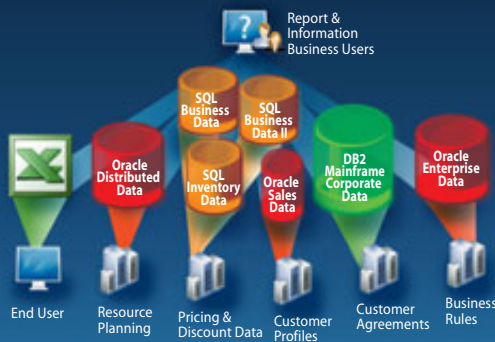 ?
Report &
Information
Business Users
SQL
Business
Data
SQL
Business
Data II
Oracle
Distributed
Data
SQL
Inventory
Data
Oracle
Sales
Data
DB2
Mainframe
Corporate
Data
Oracle
Enterprise
Data
End User
Resource
Planning
Pricing &
Discount Data
Customer
Profiles
Customer
Agreements
Business
Rules